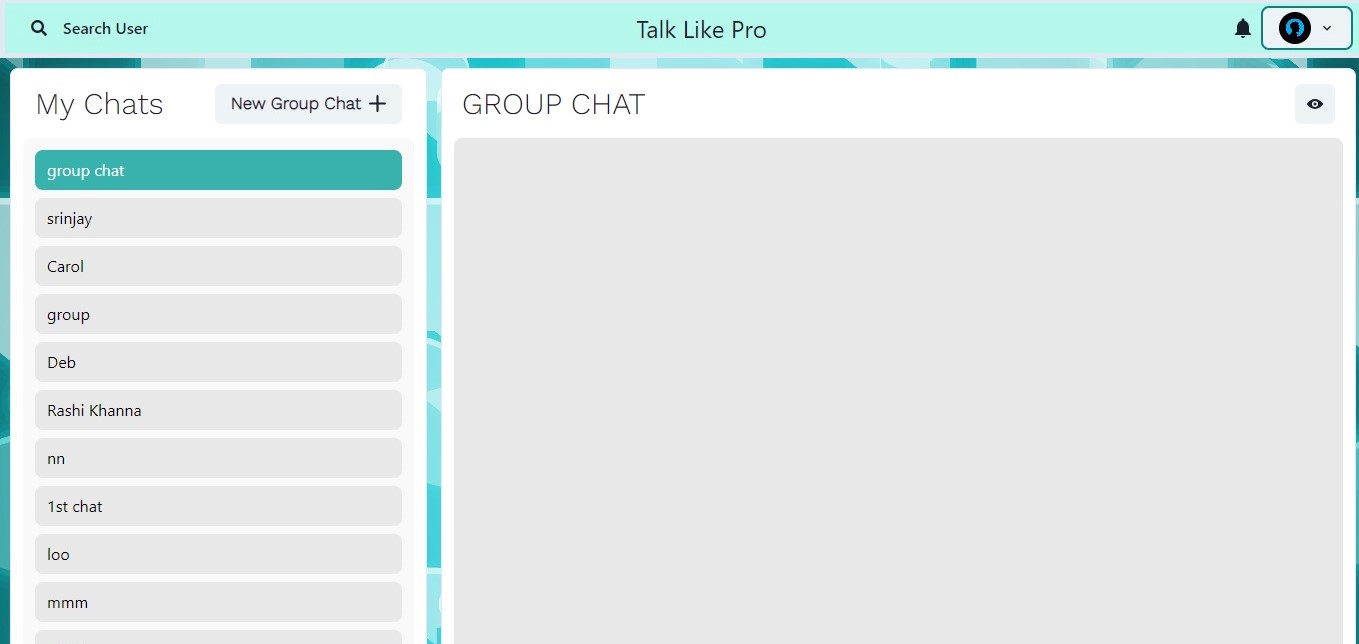 Search User
Talk Like Pro
My Chats
New Group Chat
GROUP CHAT
group chat
srinjay
Carol
group
Deb
Rashi Khanna
nn
1st chat
loo
mmm